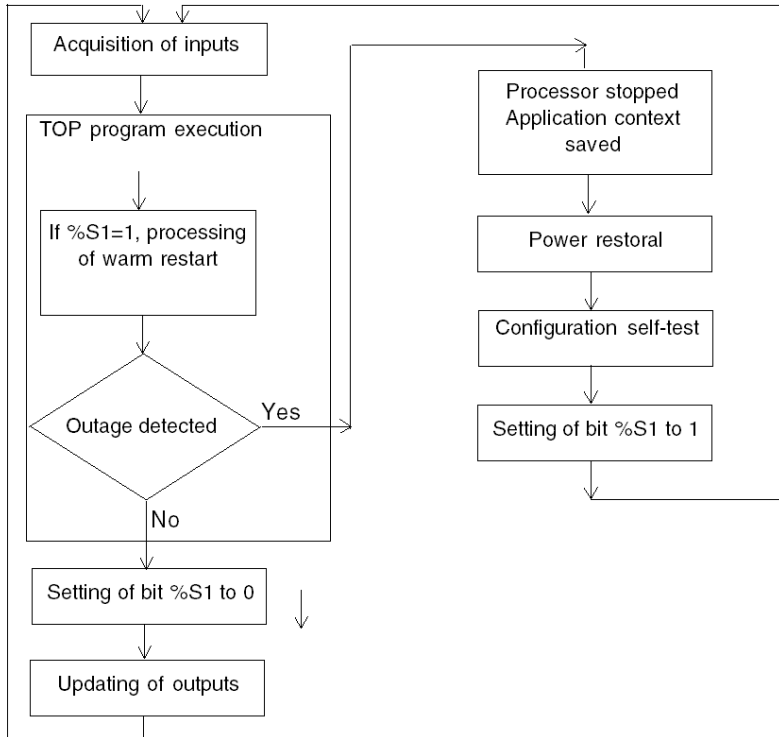 Acquisition of inputs
TOP program execution
If %S1=1, processing
of warm restart
Outage detected
Yes
No
Setting of bit %S1 to 0
Updating of outputs
Processor stopped
Application context
saved
Power restoral
Configuration self-test
Setting of bit %S1 to 1